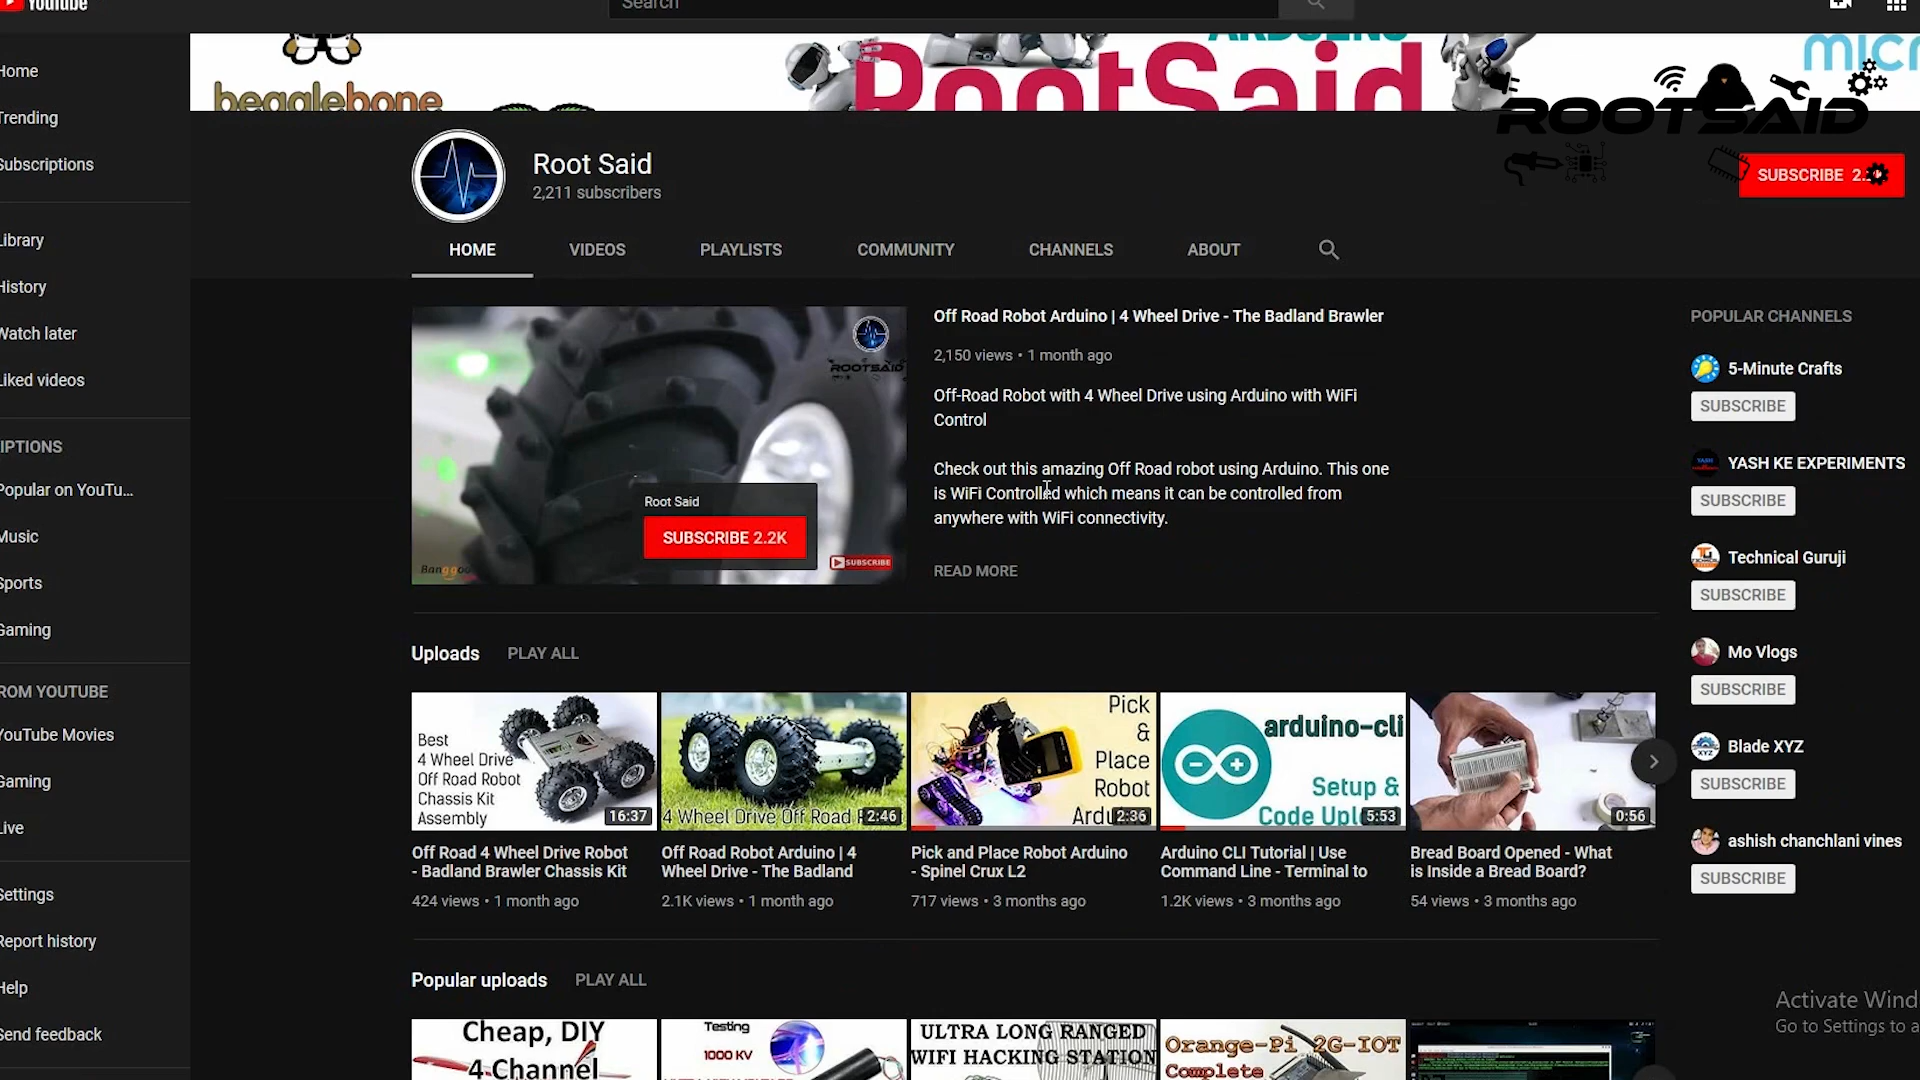 YouTube
Search
beaglebone
ARDUINO
RootSaid
ROOTSAID
Home
Trending
Subscriptions
Library
History
Watch later
Liked videos
IPTIONS
Popular on YouTu...
Music
Sports
Gaming
ROM YOUTUBE
YouTube Movies
Gaming
Live
Settings
Report history
Help
Send feedback
Root Said
2,211 subscribers
SUBSCRIBE 2.
HOME
VIDEOS
PLAYLISTS
COMMUNITY
CHANNELS
ABOUT
ROOTSAID
Root Said
SUBSCRIBE 2.2K
SUBSCRIBE
Off Road Robot Arduino | 4 Wheel Drive - The Badland Brawler
2,150 views • 1 month ago
Off-Road Robot with 4 Wheel Drive using Arduino with WiFi
Control
Check out this amazing Off Road robot using Arduino. This one
is WiFi Controlled which means it can be controlled from
anywhere with WiFi connectivity.
READ MORE
Uploads PLAY ALL
Best
4 Wheel Drive
Off Road Robot
Chassis Kit
Assembly
16:37
Off Road 4 Wheel Drive Robot
- Badland Brawler Chassis Kit
424 views • 1 month ago
4 Wheel Drive Off Road
2:46
Off Road Robot Arduino | 4
Wheel Drive - The Badland
2.1K views • 1 month ago
Pick
&
Place
Robot
Ardu
2:36
Pick and Place Robot Arduino
- Spinel Crux L2
717 views • 3 months ago
arduino-cli
Setup &
Code Uplo
5:53
Arduino CLI Tutorial | Use
Command Line - Terminal to
1.2K views • 3 months ago
0:56
Bread Board Opened - What
is Inside a Bread Board?
54 views • 3 months ago
Popular uploads PLAY ALL
Cheap, DIY
4 Channel
Testing
1000 KV
ULTRA LONG RANGED
WIFI HACKING STATION
Orange-Pi 2G-IOT
Complete
POPULAR CHANNELS
5-Minute Crafts
SUBSCRIBE
YASH KE EXPERIMENTS
SUBSCRIBE
Technical Guruji
SUBSCRIBE
Mo Vlogs
SUBSCRIBE
Blade XYZ
SUBSCRIBE
ashish chanchlani vines
SUBSCRIBE
Activate Wind
Go to Settings to a